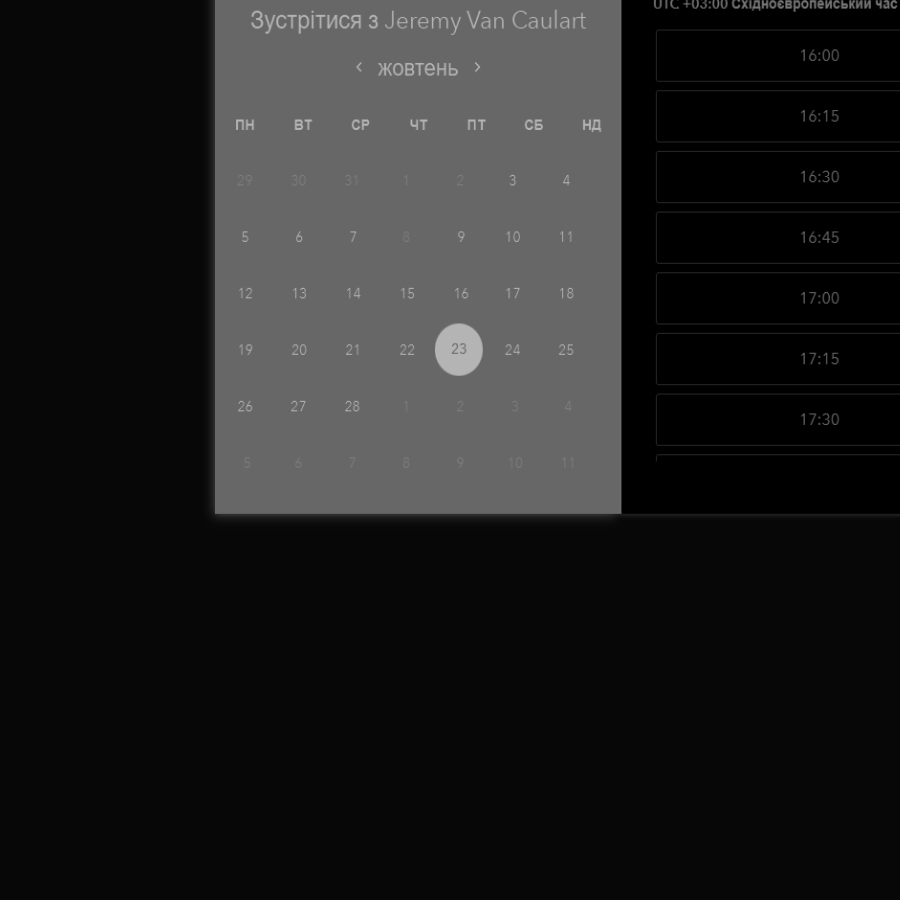 Зустрітися з Jeremy Van Caulart
жовтень
ПН ВТ СР ЧТ ПТ СБ НД
29 30 31 1 2 3 4
5 6 7 8 9 10 11
12 13 14 15 16 17 18
19 20 21 22 23 24 25
26 27 28 1 2 3 4
5 6 7 8 9 10 11
UTC +03:00 Східноєвропейський час
16:00
16:15
16:30
16:45
17:00
17:15
17:30